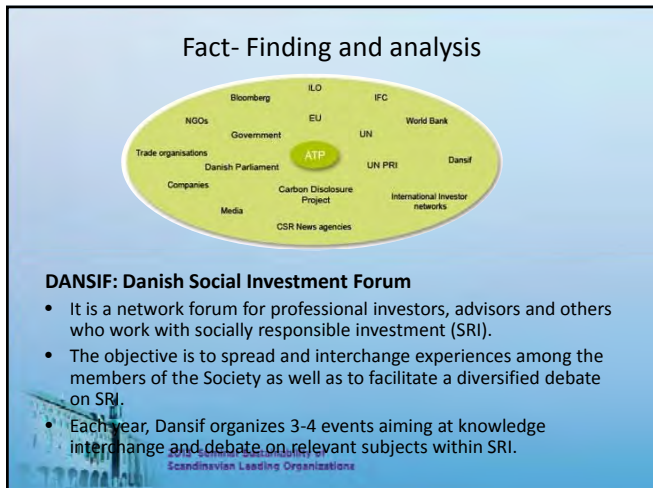 Fact- Finding and analysis
ILO
Bloomberg
IFC
NGOs
EU
World Bank
Government
UN
Trade organisations
ATP
Dansif
Danish Parliament
UN PRI
Companies
Carbon Disclosure
Project
International Investor
networks
Media
CSR News agencies
DANSIF: Danish Social Investment Forum
• It is a network forum for professional investors, advisors and others
who work with socially responsible investment (SRI).
• The objective is to spread and interchange experiences among the
members of the Society as well as to facilitate a diversified debate
on SRI.
• Each year, Dansif organizes 3-4 events aiming at knowledge
interchange and debate on relevant subjects within SRI.
Seminar Sustainability of
Scandinavian Leading Organizations